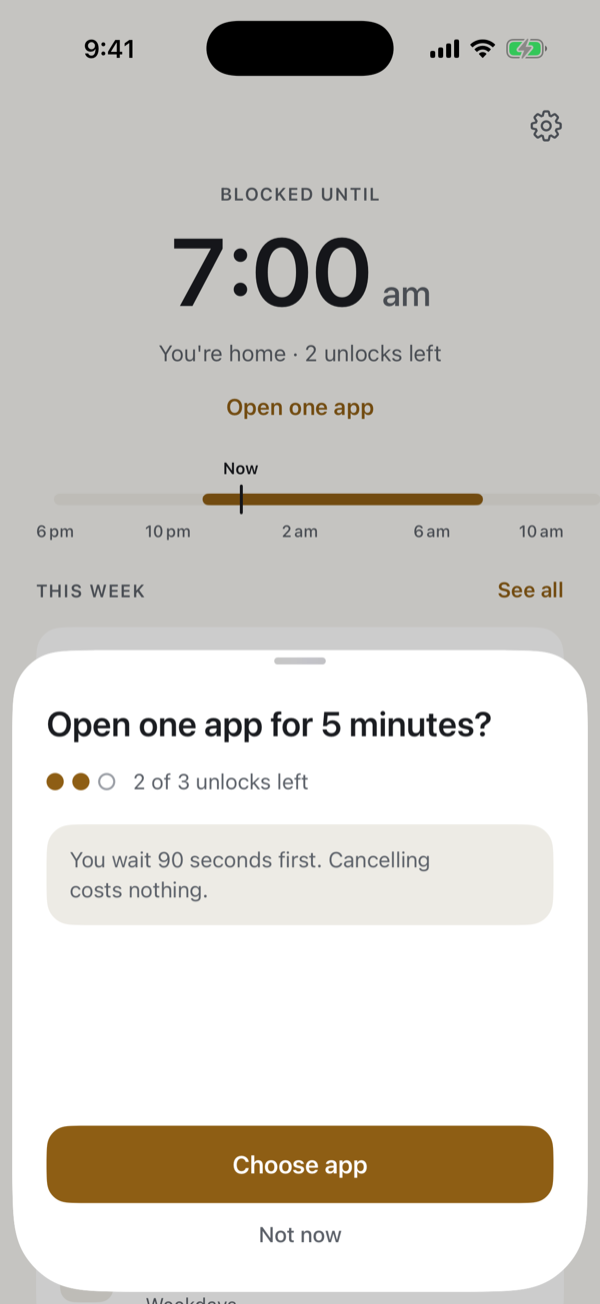 9:41
BLOCKED UNTIL
7:00 am
You're home · 2 unlocks left
Open one app
Now
6 pm 10 pm 2 am 6 am 10 am
THIS WEEK See all
Open one app for 5 minutes?
2 of 3 unlocks left
You wait 90 seconds first. Cancelling
costs nothing.
Choose app
Not now
Weekdays